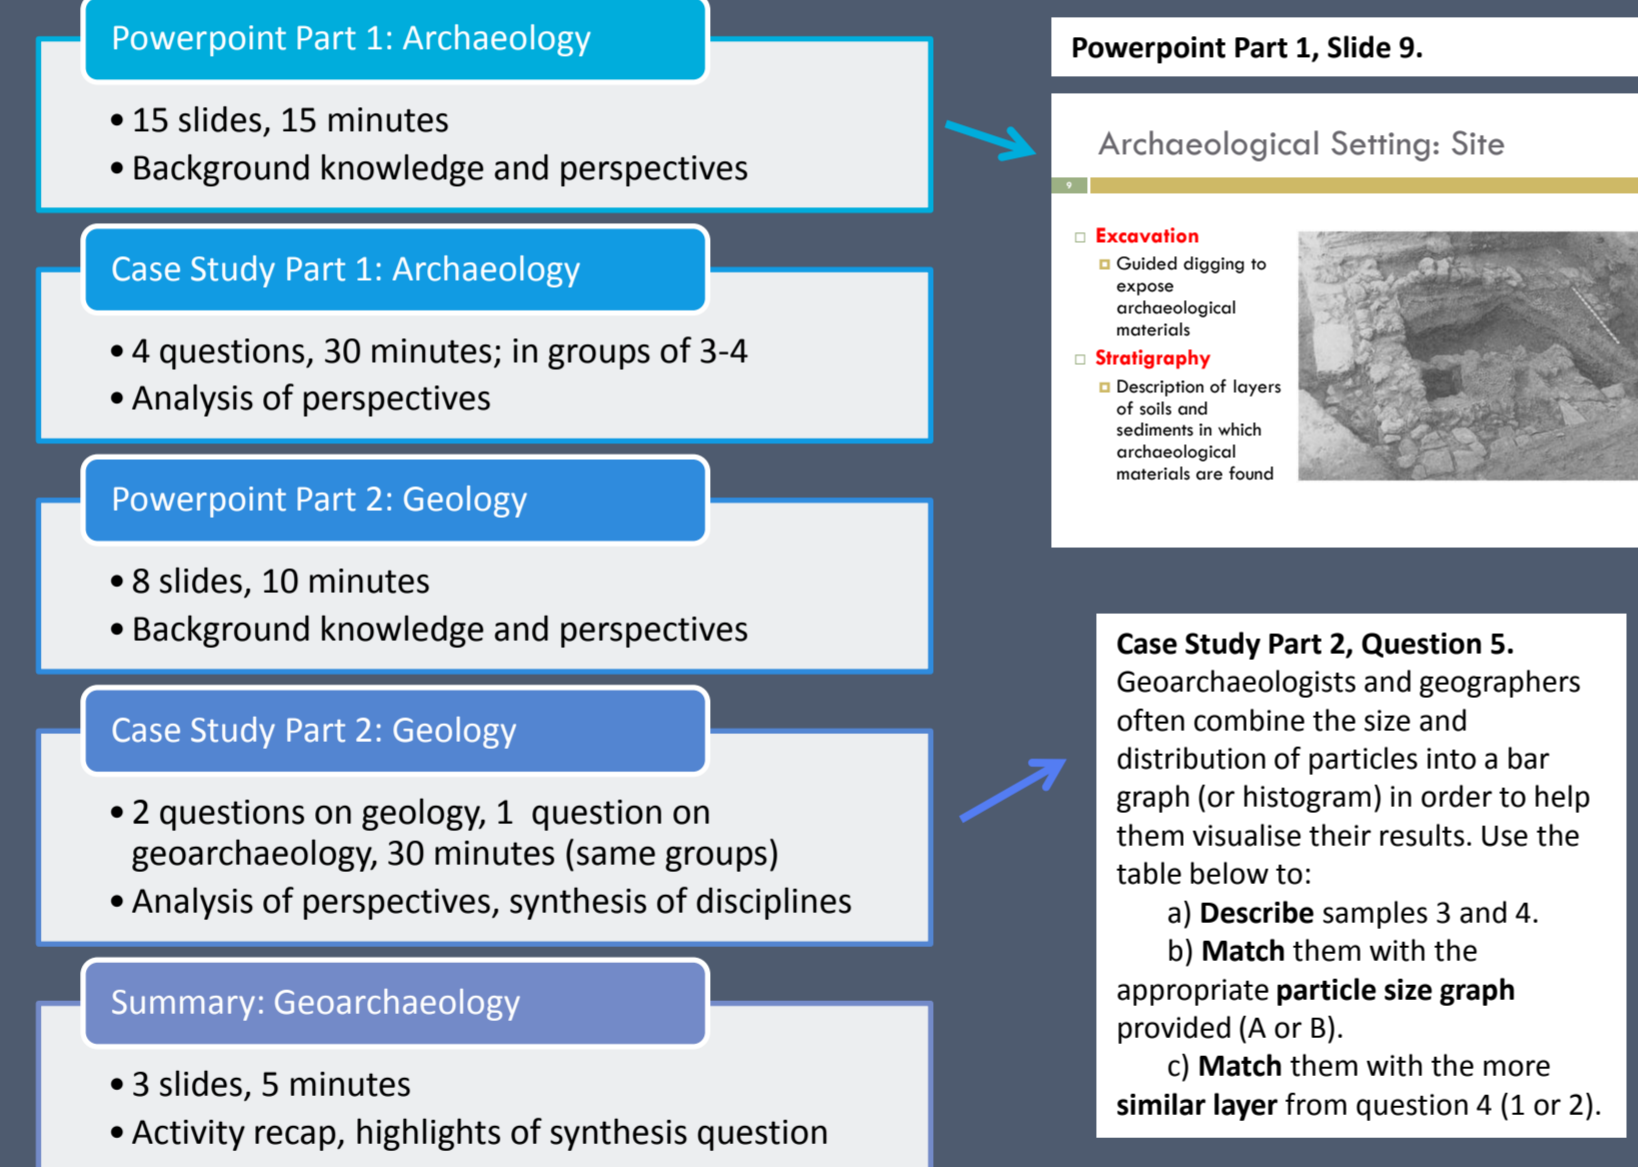 Powerpoint Part 1: Archaeology
• 15 slides, 15 minutes
• Background knowledge and perspectives
Case Study Part 1: Archaeology
• 4 questions, 30 minutes; in groups of 3-4
• Analysis of perspectives
Powerpoint Part 2: Geology
• 8 slides, 10 minutes
• Background knowledge and perspectives
Case Study Part 2: Geology
• 2 questions on geology, 1 question on
geoarchaeology, 30 minutes (same groups)
• Analysis of perspectives, synthesis of disciplines
Summary: Geoarchaeology
• 3 slides, 5 minutes
• Activity recap, highlights of synthesis question
Powerpoint Part 1, Slide 9.
Archaeological Setting: Site
9
Excavation
Guided digging to
expose
archaeological
materials
Stratigraphy
Description of layers
of soils and
sediments in which
archaeological
materials are found
Case Study Part 2, Question 5.
Geoarchaeologists and geographers
often combine the size and
distribution of particles into a bar
graph (or histogram) in order to help
them visualise their results. Use the
table below to:
a) Describe samples 3 and 4.
b) Match them with the
appropriate particle size graph
provided (A or B).
c) Match them with the more
similar layer from question 4 (1 or 2).